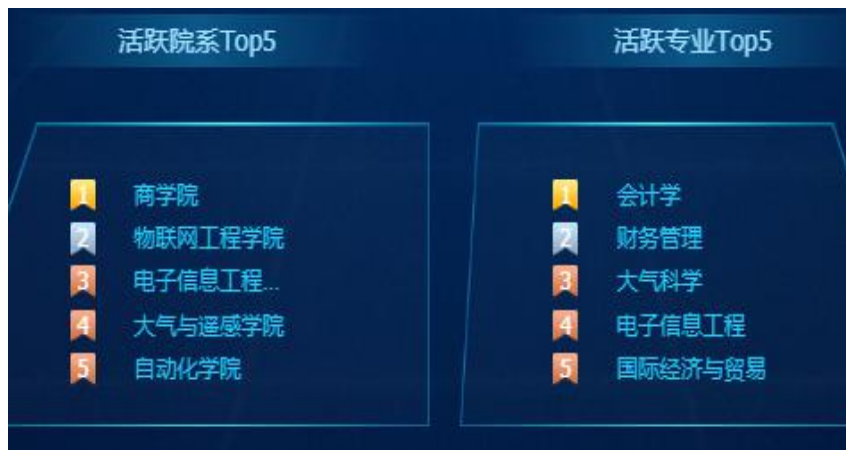 活跃院系Top5
1 商学院
2 物联网工程学院
3 电子信息工程...
4 大气与遥感学院
5 自动化学院
活跃专业Top5
1 会计学
2 财务管理
3 大气科学
4 电子信息工程
5 国际经济与贸易